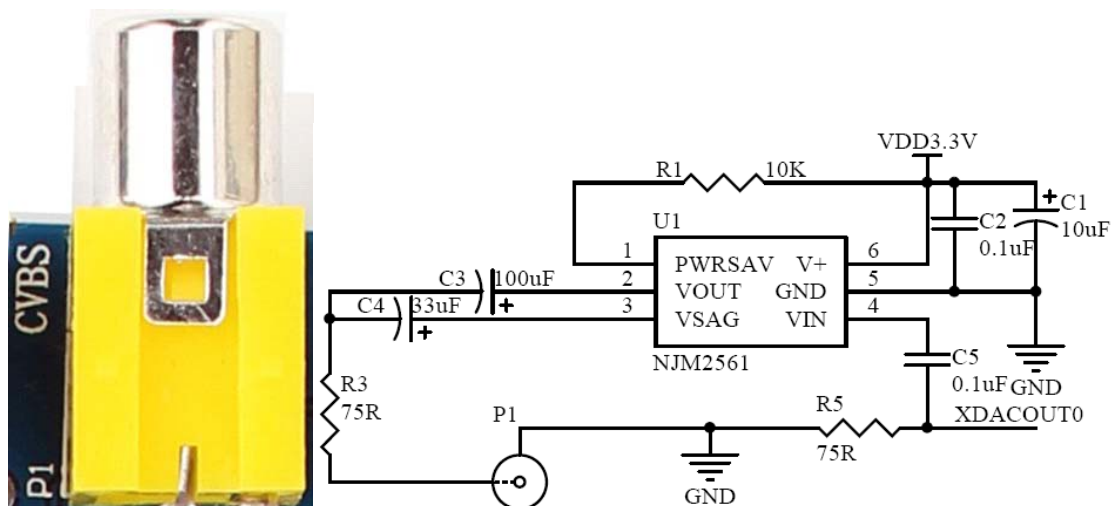 CVBS
P1
VDD3.3V
R1 10K
C1
10uF
C2
0.1uF
U1
1 PWRSAV V+ 6
2 VOUT GND 5
3 VSAG VIN 4
NJM2561
C3 100uF
+
C4 33uF
+
+
C5
0.1uF
GND
R3
75R
P1
R5
75R
XDACOUT0
GND